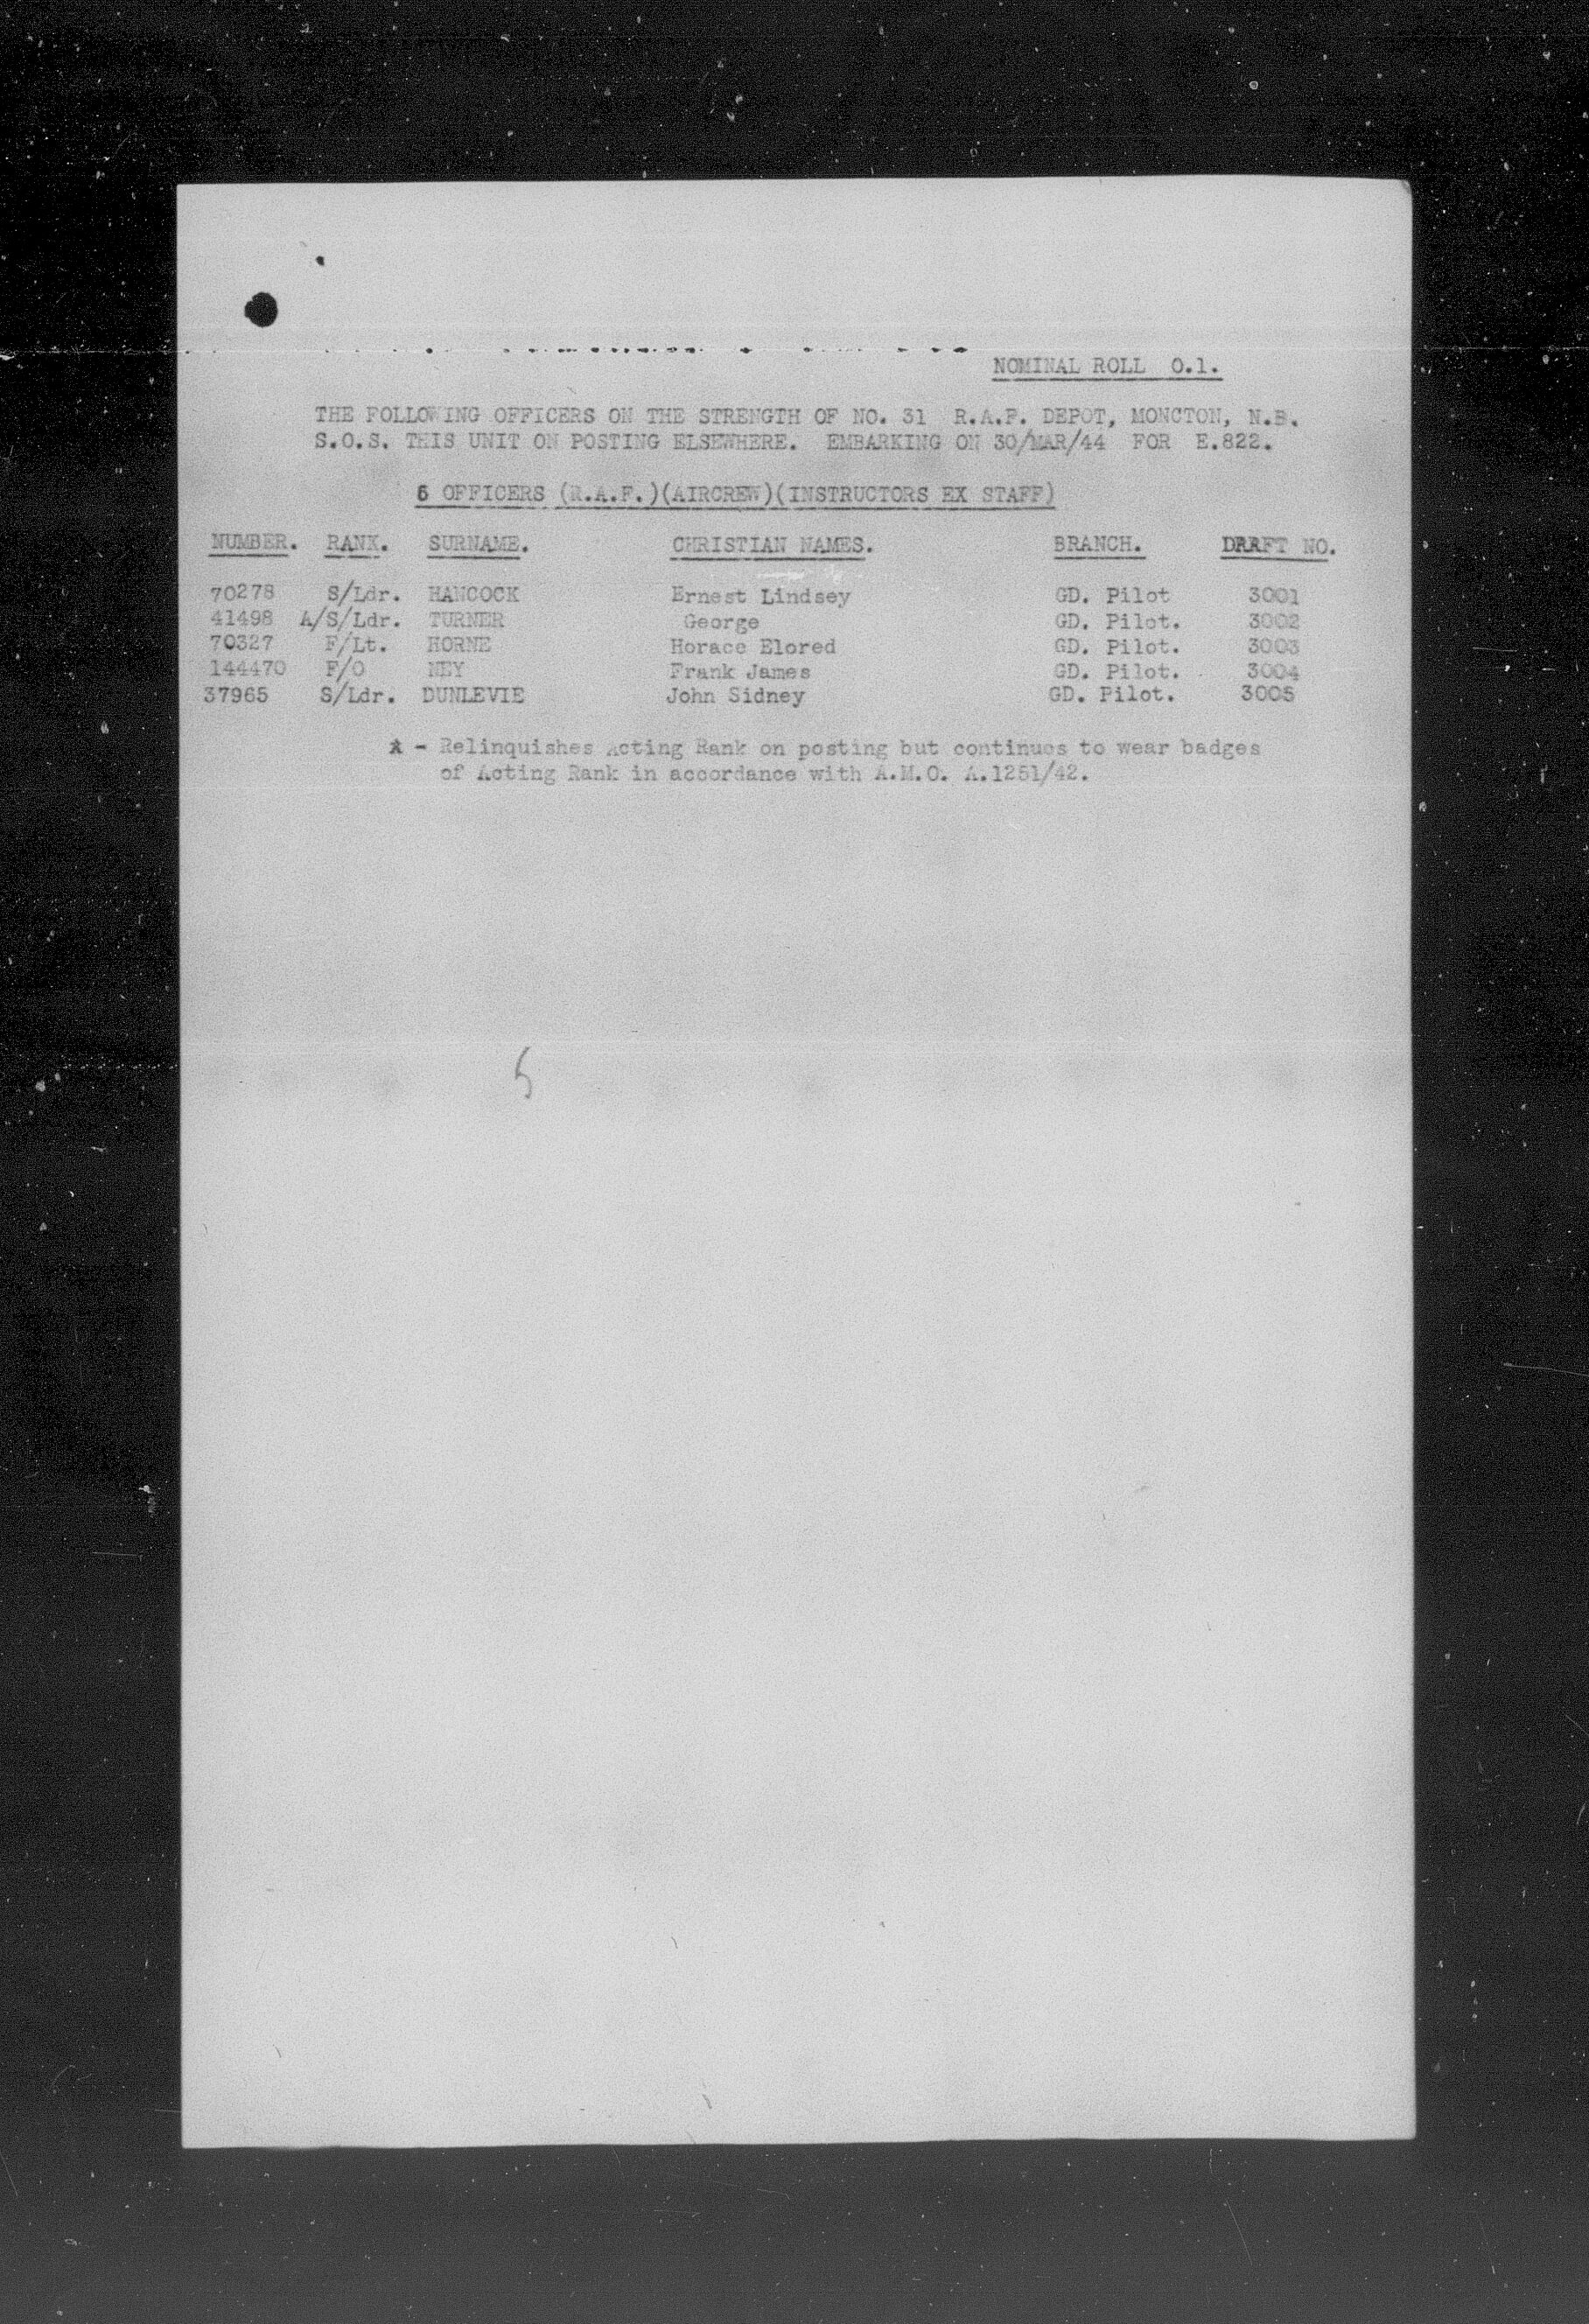 NOMINAL ROLL O.1.
THE FOLLOWING OFFICERS ON THE STRENGTH OF NO. 31 R.A.F. DEPOT, MONCTON, N.B.
S.O.S. THIS UNIT ON POSTING ELSEWHERE. EMBARKING ON 30/MAR/44 FOR E.822.
5 OFFICERS (R.A.F.)(AIRCREW)(INSTRUCTORS EX STAFF)
NUMBER. RANK. SURNAME. CHRISTIAN NAMES. BRANCH. DRAFT NO.
70278 S/Ldr. HANCOCK Ernest Lindsey GD. Pilot 3001
41498 A/S/Ldr. TURNER George GD. Pilot. 3002
70327 F/Lt. HORNE Horace Elored GD. Pilot. 3003
144470 F/O NEY Frank James GD. Pilot. 3004
37965 S/Ldr. DUNLEVIE John Sidney GD. Pilot. 3005
* - Relinquishes Acting Rank on posting but continues to wear badges
of Acting Rank in accordance with A.M.O. A.1251/42.
5